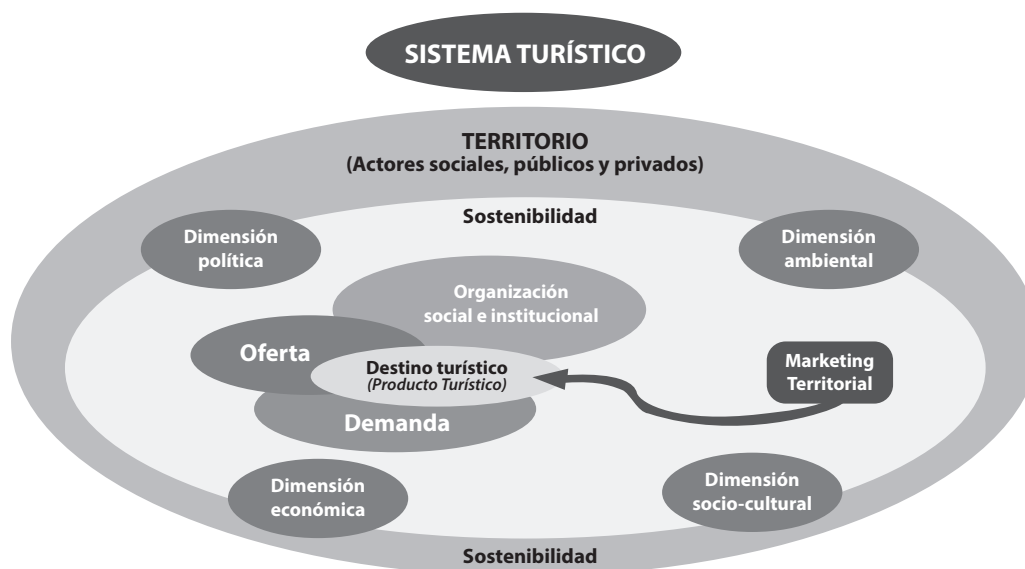 SISTEMA TURÍSTICO
TERRITORIO
(Actores sociales, públicos y privados)
Sostenibilidad
Dimensión
política
Dimensión
ambiental
Organización
social e institucional
Oferta
Destino turístico
(Producto Turístico)
Marketing
Territorial
Demanda
Dimensión
económica
Dimensión
socio-cultural
Sostenibilidad